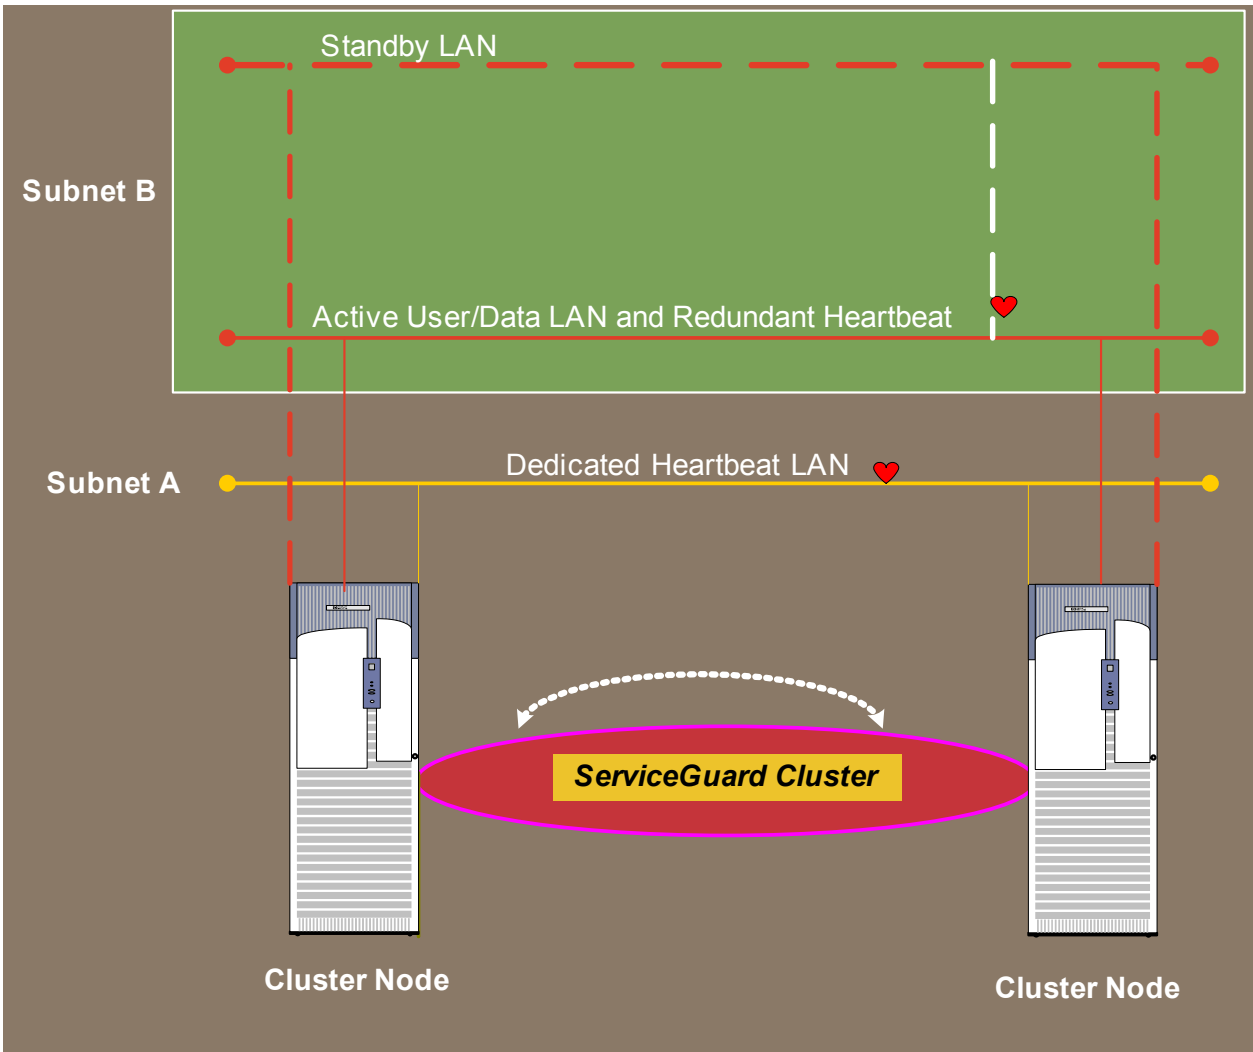 Standby LAN
Subnet B
Active User/Data LAN and Redundant Heartbeat
Dedicated Heartbeat LAN
Subnet A
ServiceGuard Cluster
Cluster Node
Cluster Node